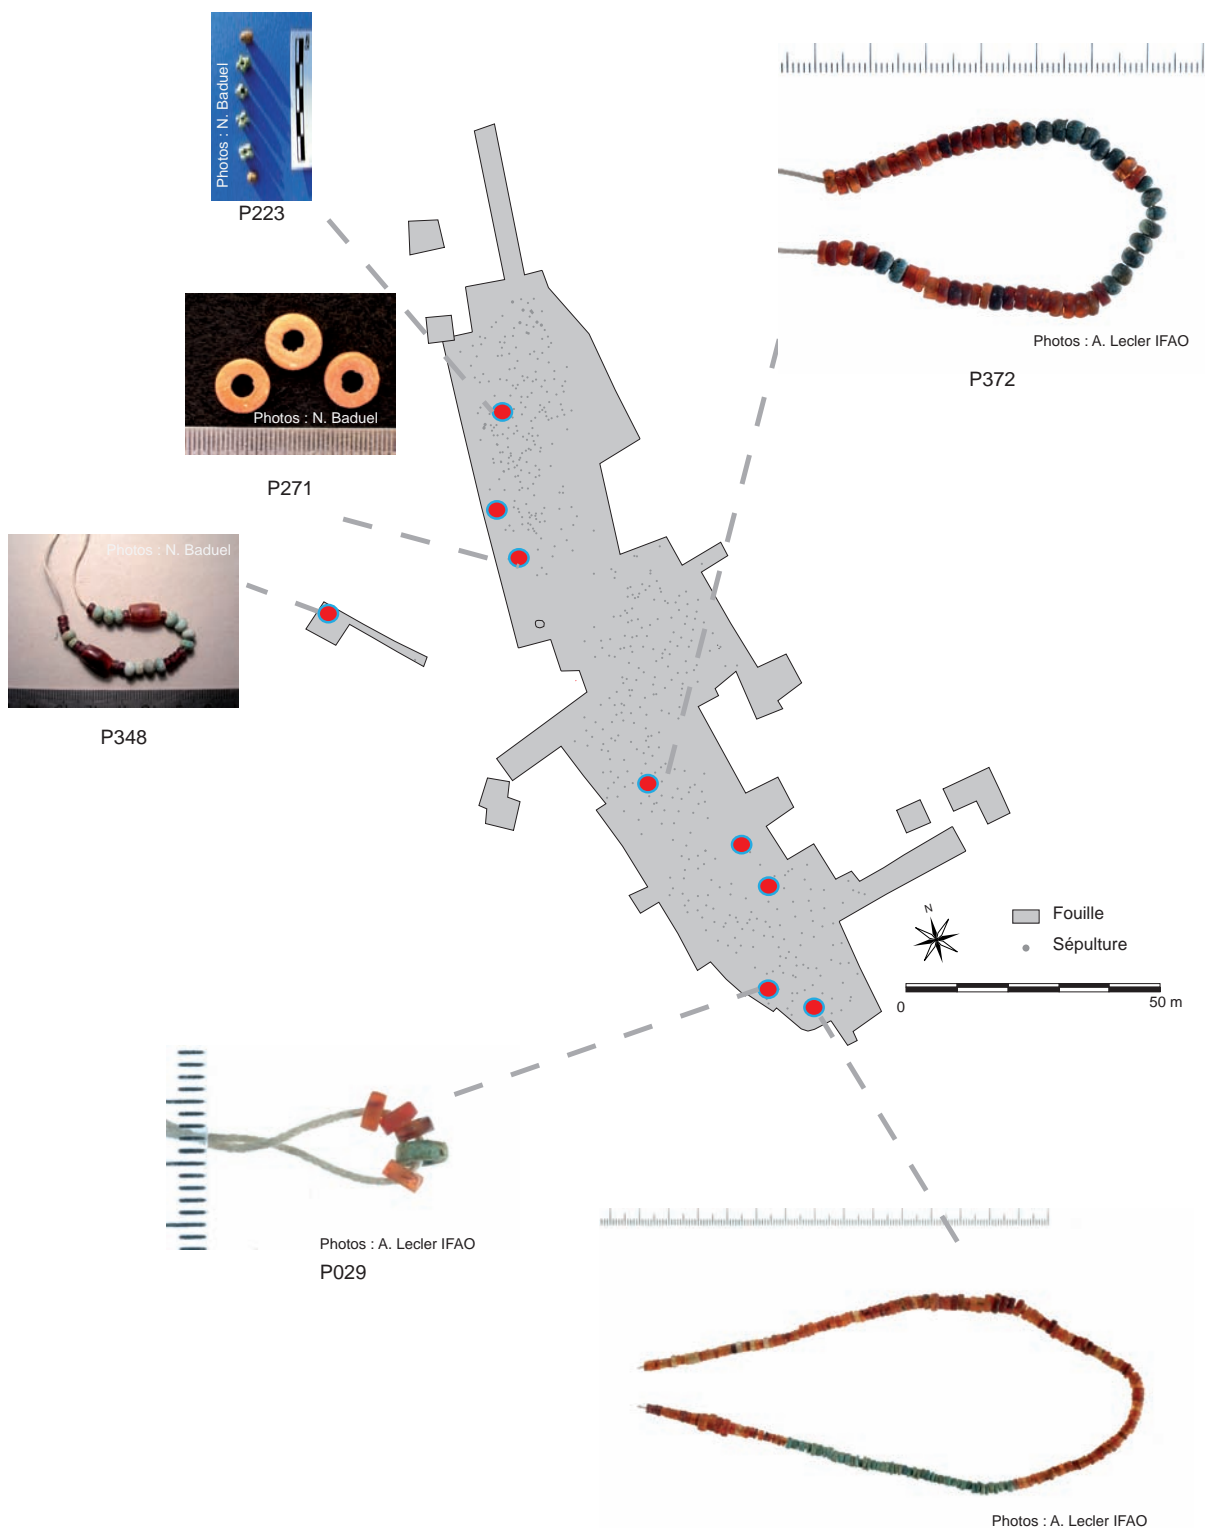 Photos : N. Baduel
P223
Photos : A. Lecler IFAO
P372
Photos : N. Baduel
P271
Photos : N. Baduel
P348
N
Fouille
Sépulture
0
50 m
Photos : A. Lecler IFAO
P029
Photos : A. Lecler IFAO